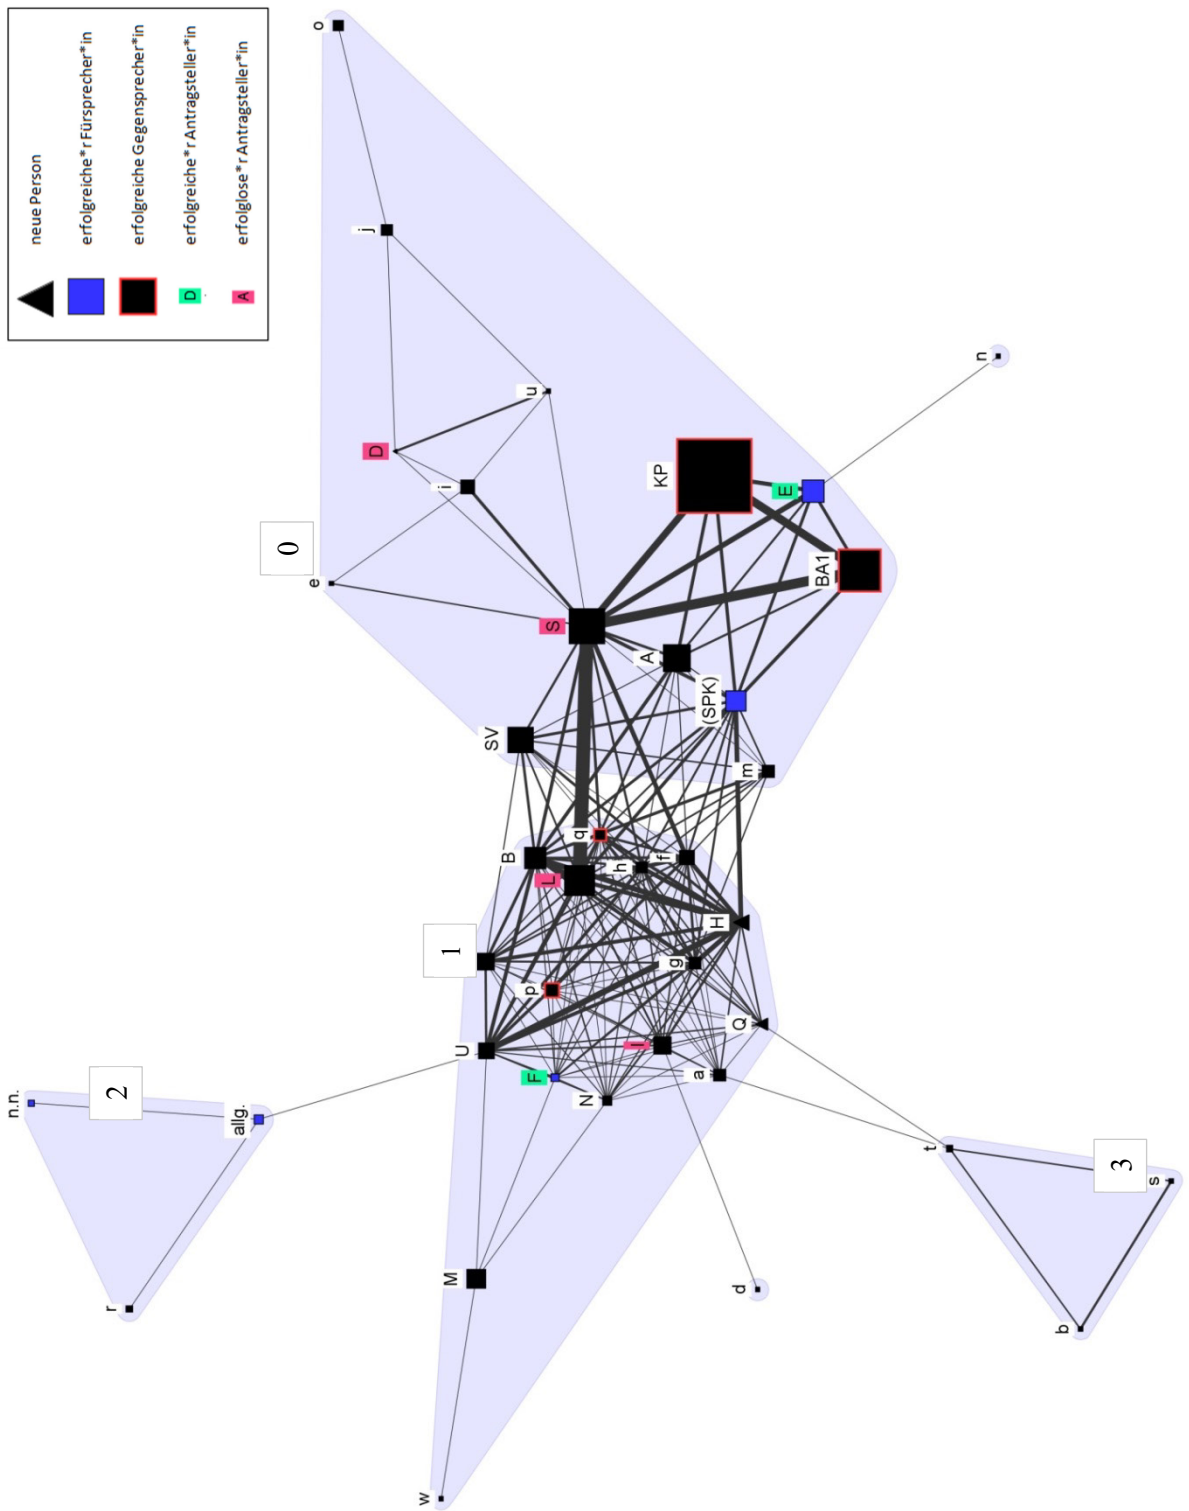 neue Person
erfolgreiche*r Fürsprecher*in
erfolgreiche Gegensprecher*in
D erfolgreiche*r Antragsteller*in
A erfolglose*r Antragsteller*in
n.n.
2
r
allg.
o
0
e
j
D
w
M
1
U
i
SV
B
u
p
F
L
S
q
N
h
I
A
KP
f
g
a
(SPK)
H
Q
d
m
E
BA1
t
n
b
3
s